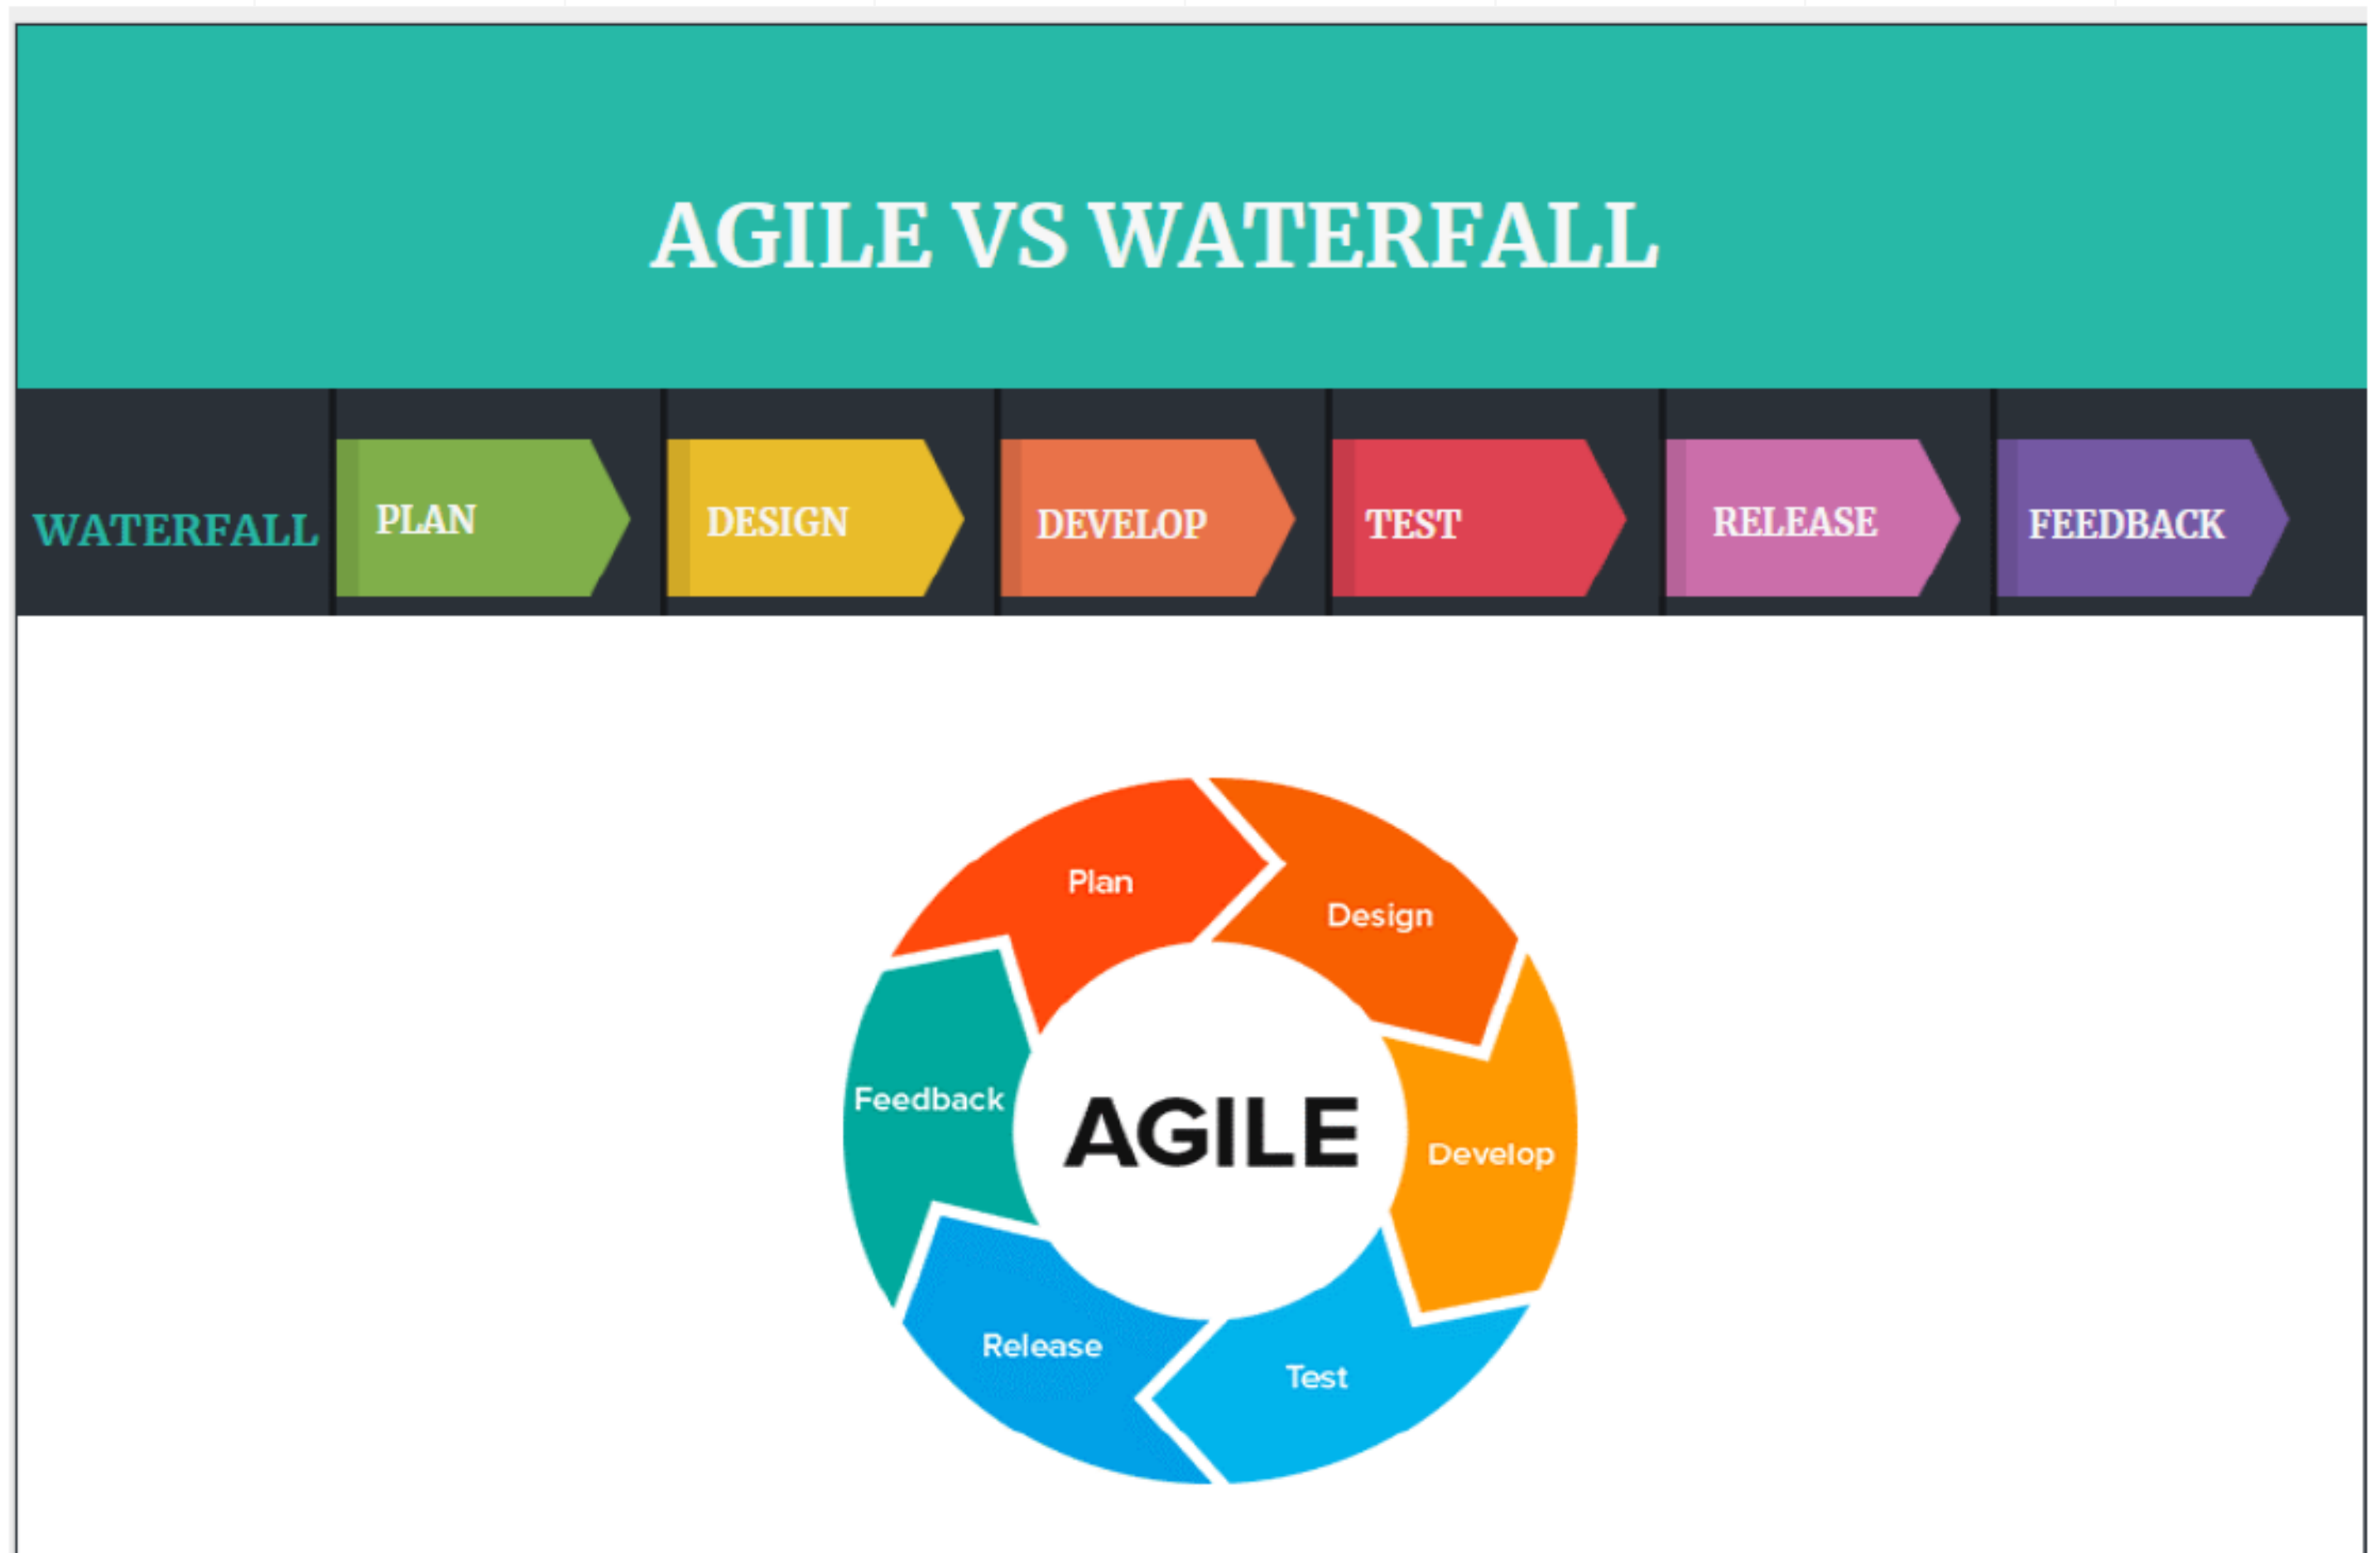 AGILE VS WATERFALL
WATERFALL
PLAN
DESIGN
DEVELOP
TEST
RELEASE
FEEDBACK
Plan
Design
Develop
Test
Release
Feedback
AGILE